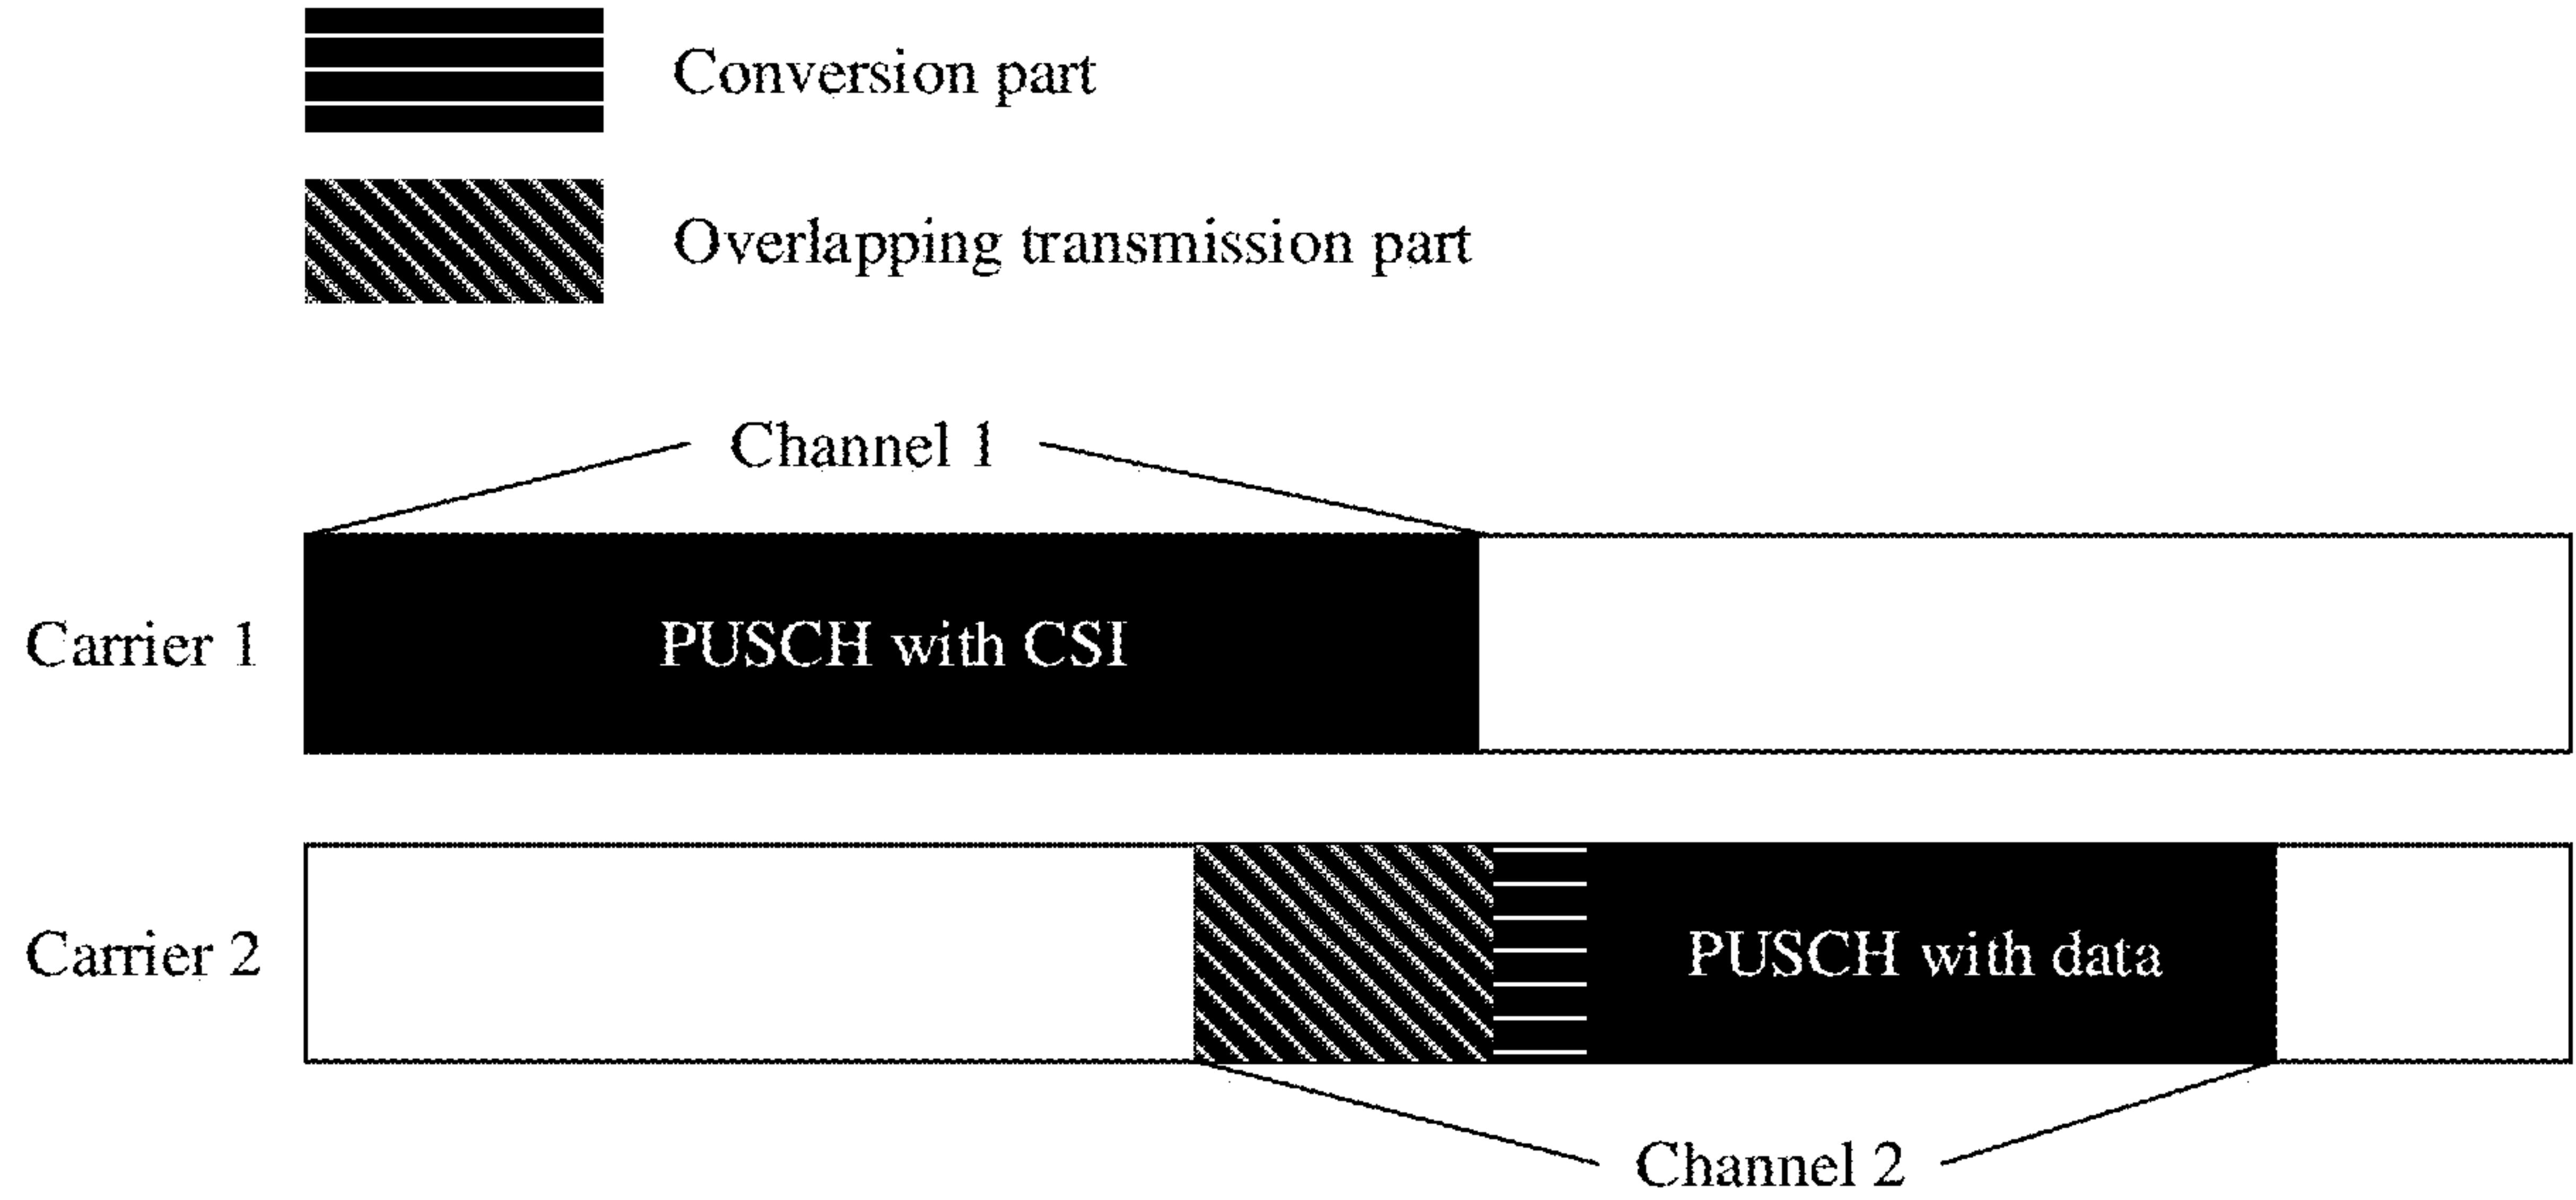 Conversion part
Overlapping transmission part
Channel 1
Carrier 1
PUSCH with CSI
Carrier 2
PUSCH with data
Channel 2